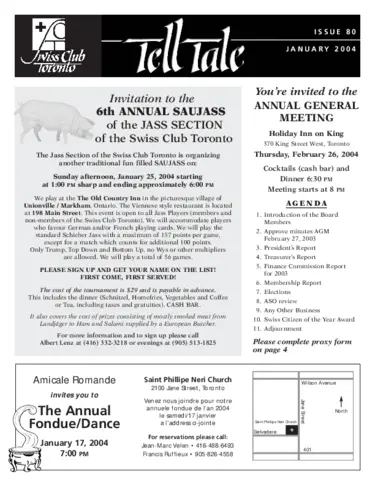 Swiss Club
Toronto
Tell Tale
ISSUE 80
JANUARY 2004
Invitation to the
6th ANNUAL SAUJASS
of the JASS SECTION
of the Swiss Club Toronto
The Jass Section of the Swiss Club Toronto is organizing
another traditional fun filled SAUJASS on:
Sunday afternoon, January 25, 2004 starting
at 1:00 PM sharp and ending approximately 6:00 PM
We play at the The Old Country Inn in the picturesque village of
Unionville / Markham, Ontario. The Viennese style restaurant is located
at 198 Main Street. This event is open to all Jass Players (members and
non-members of the Swiss Club Toronto). We will accommodate players
who favour German and/or French playing cards. We will play the
standard Schieber Jass with a maximum of 157 points per game,
except for a match which counts for additional 100 points.
Only Trump, Top Down and Bottom Up, no Wys or other multipliers
are allowed. We will play a total of 56 games.
PLEASE SIGN UP AND GET YOUR NAME ON THE LIST!
FIRST COME, FIRST SERVED!
The cost of the tournament is $29 and is payable in advance.
This includes the dinner (Schnitzel, Homefries, Vegetables and Coffee
or Tea, including taxes and gratuities). CASH BAR.
It also covers the cost of prizes consisting of mostly smoked meat from
Landjäger to Ham and Salami supplied by a European Butcher.
For more information and to sign up please call
Albert Lenz at (416) 332-3218 or evenings at (905) 513-1825
You're invited to the
ANNUAL GENERAL
MEETING
Holiday Inn on King
370 King Street West, Toronto
Thursday, February 26, 2004
Cocktails (cash bar) and
Dinner 6:30 PM
Meeting starts at 8 PM
AGENDA
1. Introduction of the Board
Members
2. Approve minutes AGM
February 27, 2003
3. President's Report
4. Treasurer's Report
5. Finance Commission Report
for 2003
6. Membership Report
7. Elections
8. ASO review
9. Any Other Business
10. Swiss Citizen of the Year Award
11. Adjournment
Please complete proxy form
on page 4
Amicale Romande
invites you to
The Annual
Fondue/Dance
January 17, 2004
7:00 PM
Saint Phillipe Neri Church
2100 Jane Street, Toronto.
Venez nous joindre pour notre
annuele fondue de l'an 2004
le samedi 17 janvier
a l'address ci-jointe
For reservations please call:
Jean-Marc Velen • 416-488-6493
Francis Ruffieux • 905-826-4558
Wilson Avenue
Jane Street
North
Saint Phillipe Neri Church
Belvedere
401